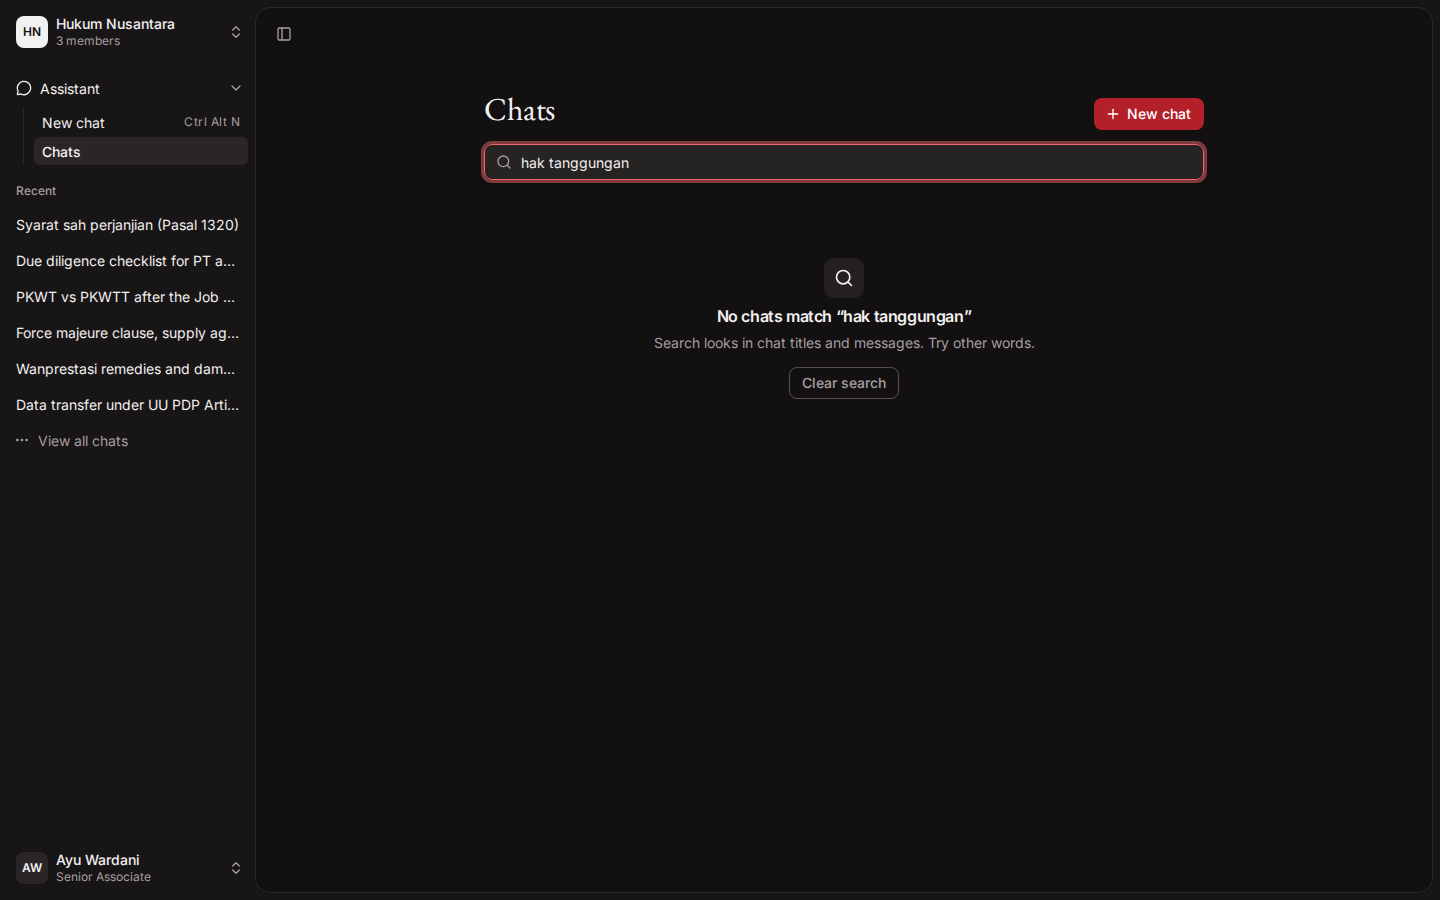 HN
Hukum Nusantara
3 members
Assistant
New chat Ctrl Alt N
Chats
Recent
Syarat sah perjanjian (Pasal 1320)
Due diligence checklist for PT a...
PKWT vs PKWTT after the Job ...
Force majeure clause, supply ag...
Wanprestasi remedies and dam...
Data transfer under UU PDP Arti...
View all chats
AW
Ayu Wardani
Senior Associate
Chats
New chat
hak tanggungan
No chats match “hak tanggungan”
Search looks in chat titles and messages. Try other words.
Clear search